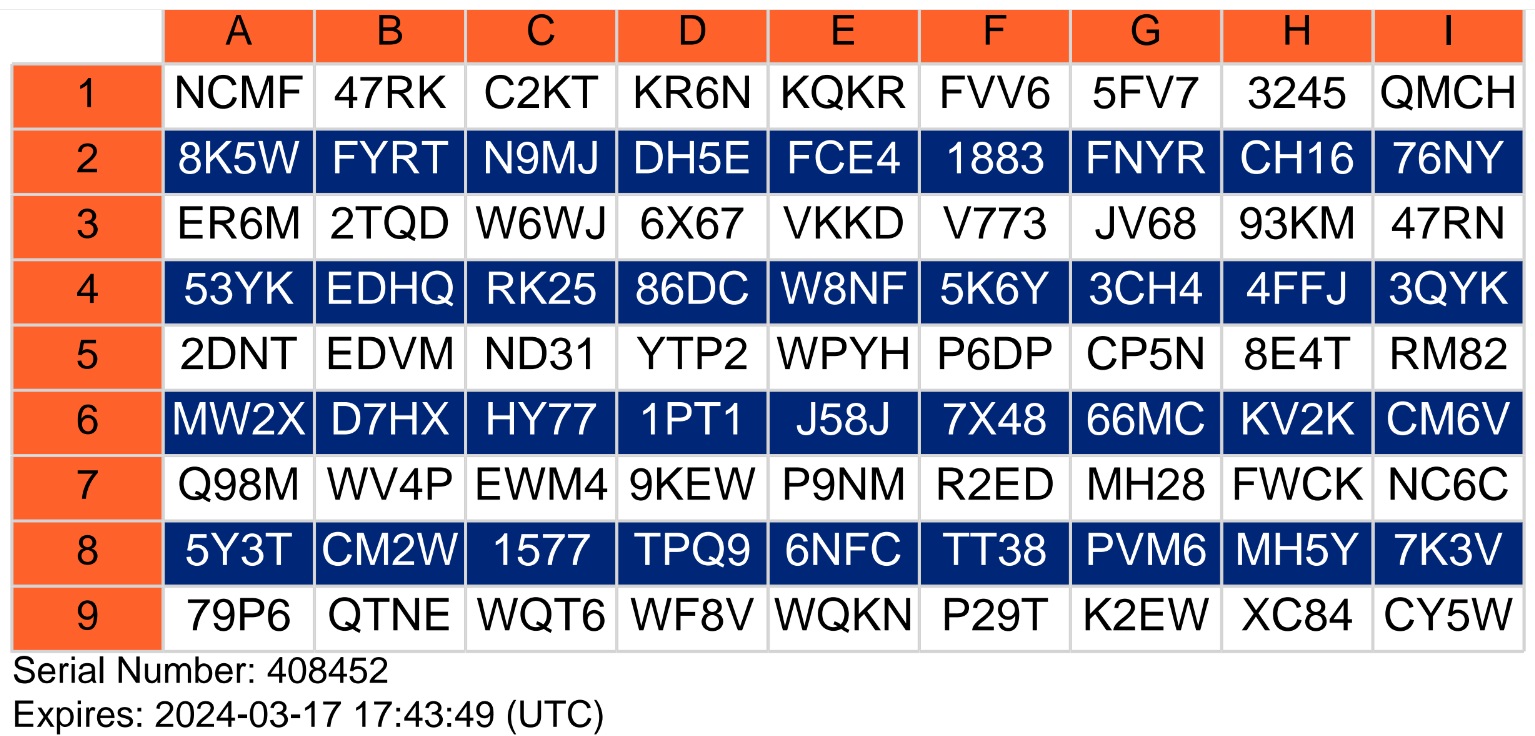 A B C D E F G H I
1 NCMF 47RK C2KT KR6N KQKR FVV6 5FV7 3245 QMCH
2 8K5W FYRT N9MJ DH5E FCE4 1883 FNYR CH16 76NY
3 ER6M 2TQD W6WJ 6X67 VKKD V773 JV68 93KM 47RN
4 53YK EDHQ RK25 86DC W8NF 5K6Y 3CH4 4FFJ 3QYK
5 2DNT EDVM ND31 YTP2 WPYH P6DP CP5N 8E4T RM82
6 MW2X D7HX HY77 1PT1 J58J 7X48 66MC KV2K CM6V
7 Q98M WV4P EWM4 9KEW P9NM R2ED MH28 FWCK NC6C
8 5Y3T CM2W 1577 TPQ9 6NFC TT38 PVM6 MH5Y 7K3V
9 79P6 QTNE WQT6 WF8V WQKN P29T K2EW XC84 CY5W
Serial Number: 408452
Expires: 2024-03-17 17:43:49 (UTC)